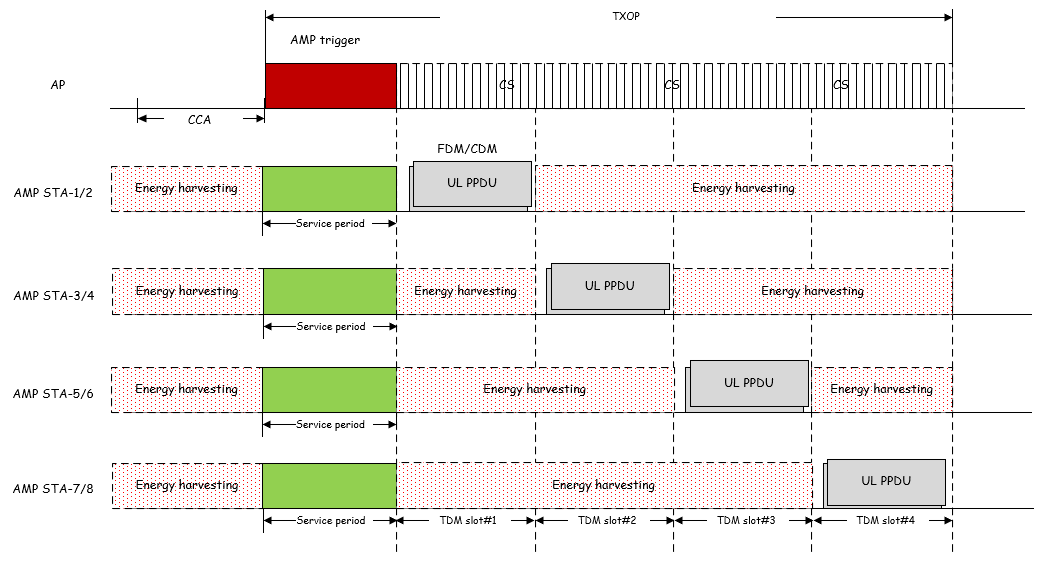 TXOP
AMP trigger
AP
CS CS CS
CCA
FDM/CDM
AMP STA-1/2 Energy harvesting UL PPDU Energy harvesting
Service period
AMP STA-3/4 Energy harvesting Energy harvesting UL PPDU Energy harvesting
Service period
AMP STA-5/6 Energy harvesting Energy harvesting UL PPDU Energy harvesting
Service period
AMP STA-7/8 Energy harvesting Energy harvesting UL PPDU
Service period TDM slot#1 TDM slot#2 TDM slot#3 TDM slot#4